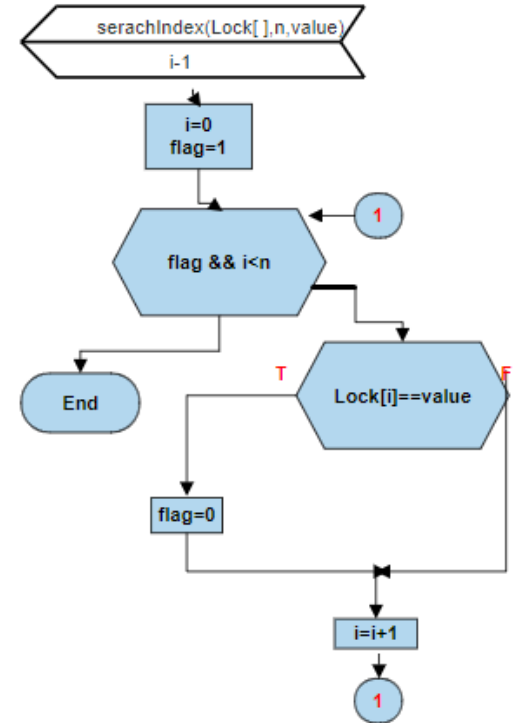 serachIndex(Lock[ ],n,value)
i-1
i=0
flag=1
1
flag && i<n
T
F
Lock[i]==value
End
flag=0
i=i+1
1